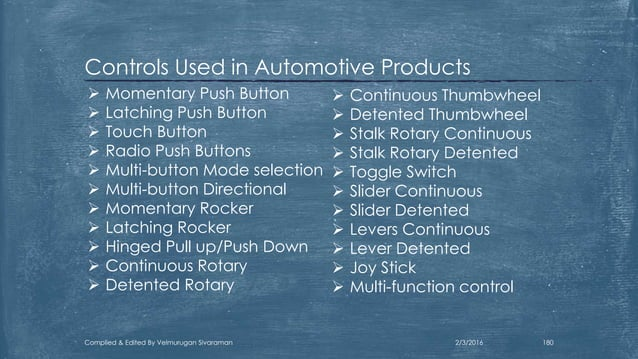 Controls Used in Automotive Products
➢ Momentary Push Button
➢ Latching Push Button
➢ Touch Button
➢ Radio Push Buttons
➢ Multi-button Mode selection
➢ Multi-button Directional
➢ Momentary Rocker
➢ Latching Rocker
➢ Hinged Pull up/Push Down
➢ Continuous Rotary
➢ Detented Rotary
➢ Continuous Thumbwheel
➢ Detented Thumbwheel
➢ Stalk Rotary Continuous
➢ Stalk Rotary Detented
➢ Toggle Switch
➢ Slider Continuous
➢ Slider Detented
➢ Levers Continuous
➢ Lever Detented
➢ Joy Stick
➢ Multi-function control
Complied & Edited By Velmurugan Sivaraman 2/3/2016 180